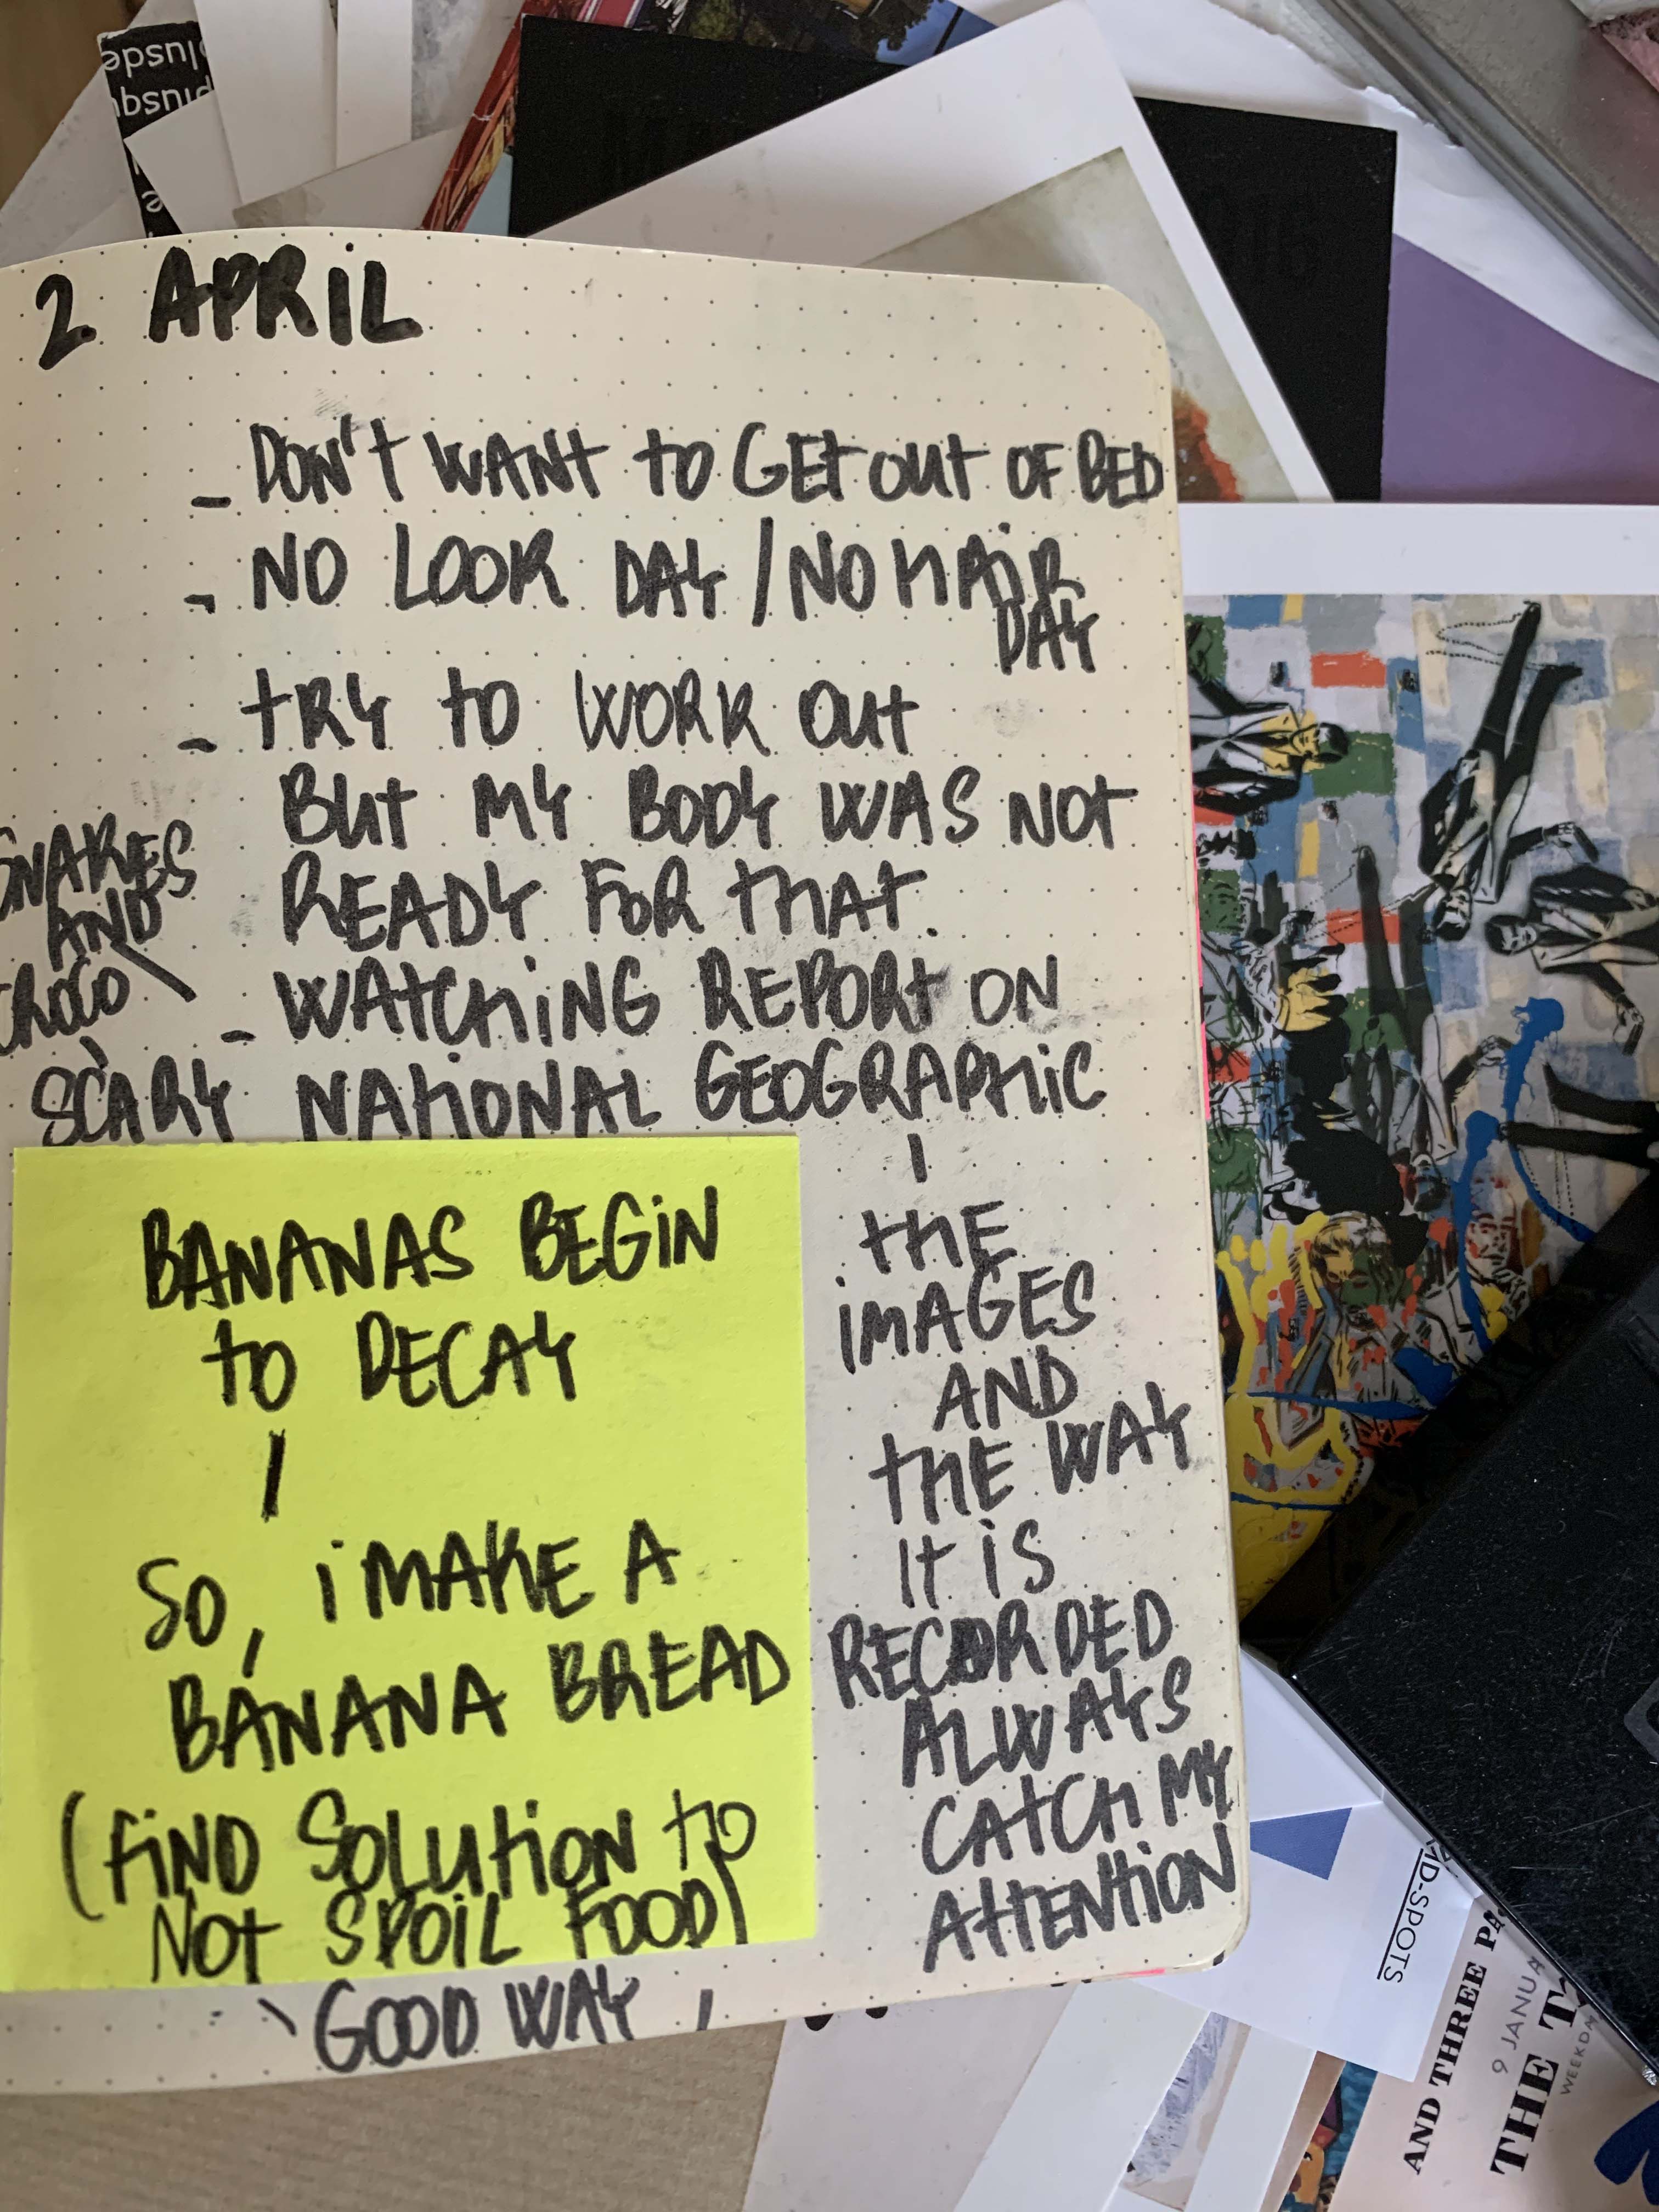 2 APRIL
- DON'T WANT TO GET OUT OF BED
- NO LOOK DAY / NO HAIR
DAY
- TRY TO WORK OUT
BUT MY BODY WAS NOT
READY FOR THAT.
- WATCHING REPORT ON
NATIONAL GEOGRAPHIC
SNAKES
AND
CROCO
SCARY
THE
IMAGES
AND
THE WAY
IT IS
RECORDED
ALWAYS
CATCH MY
ATTENTION
BANANAS BEGIN
TO DECAY
SO, I MAKE A
BANANA BREAD
(FIND SOLUTION TO
NOT SPOIL FOOD)
GOOD WAY
MD-SPOTS
AND THREE PA
9 JANUA
THE T
WEEKDA